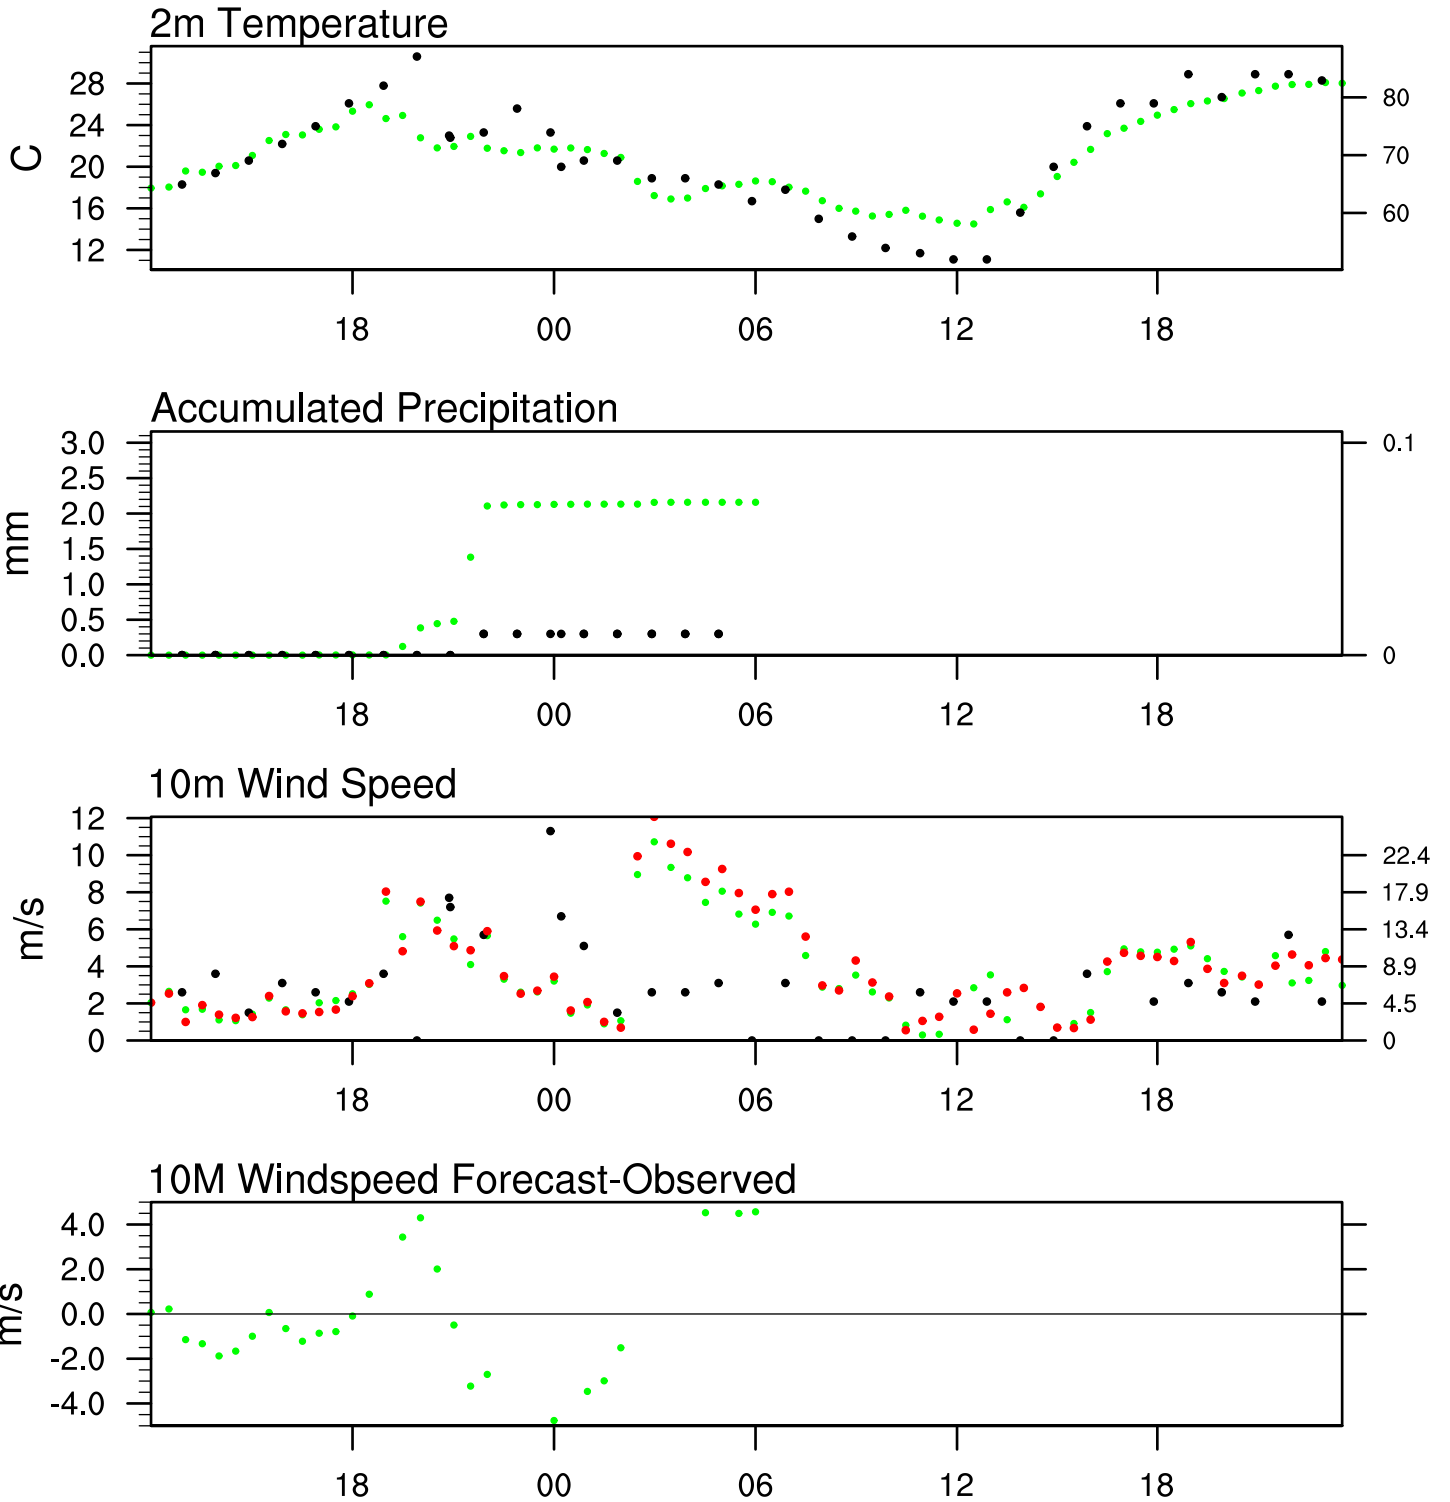 2m Temperature
28
24
20
16
12
C
80
70
60
18 00 06 12 18
Accumulated Precipitation
3.0
2.5
2.0
1.5
1.0
0.5
0.0
mm
0.1
0
18 00 06 12 18
10m Wind Speed
12
10
8
6
4
2
0
m/s
22.4
17.9
13.4
8.9
4.5
0
18 00 06 12 18
10M Windspeed Forecast-Observed
4.0
2.0
0.0
-2.0
-4.0
m/s
18 00 06 12 18